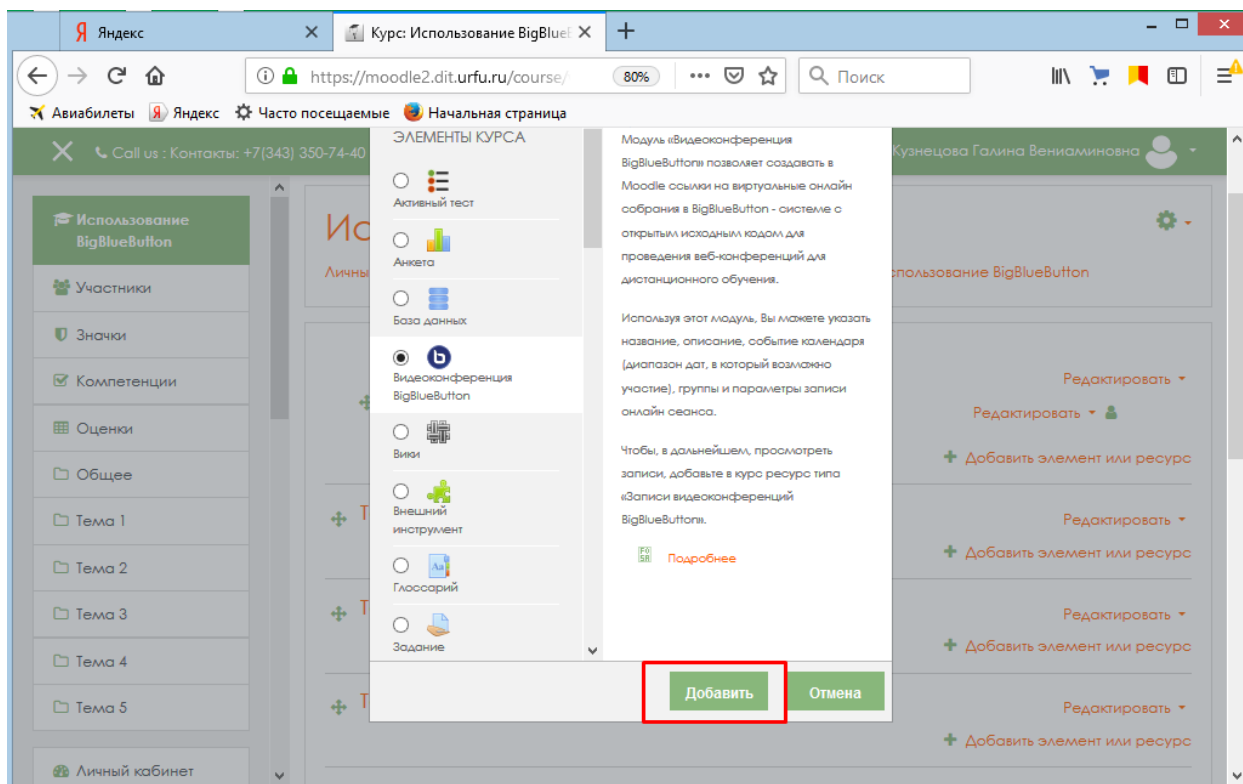 Яндекс
Курс: Использование BigBlueB
https://moodle2.dit.urfu.ru/course/
80%
Поиск
Авиабилеты
Яндекс
Часто посещаемые
Начальная страница
Call us : Контакты: +7(343) 350-74-40
Кузнецова Галина Вениаминовна
Использование
BigBlueButton
Участники
Значки
Компетенции
Оценки
Общее
Тема 1
Тема 2
Тема 3
Тема 4
Тема 5
Личный кабинет
ЭЛЕМЕНТЫ КУРСА
Активный тест
Анкета
База данных
Видеоконференция
BigBlueButton
Вики
Внешний
инструмент
Глоссарий
Задание
Модуль «Видеоконференция
BigBlueButton» позволяет создавать в
Moodle ссылки на виртуальные онлайн
собрания в BigBlueButton - системе с
открытым исходным кодом для
проведения веб-конференций для
дистанционного обучения.
Используя этот модуль, Вы можете указать
название, описание, событие календаря
(диапазон дат, в который возможно
участие), группы и параметры записи
онлайн сеанса.
Чтобы, в дальнейшем, просмотреть
записи, добавьте в курс ресурс типа
«Записи видеоконференций
BigBlueButton».
Подробнее
Добавить
Отмена
Ис
Личны
спользование BigBlueButton
Редактировать
Редактировать
Добавить элемент или ресурс
Т
Редактировать
Добавить элемент или ресурс
Т
Редактировать
Добавить элемент или ресурс
Т
Редактировать
Добавить элемент или ресурс